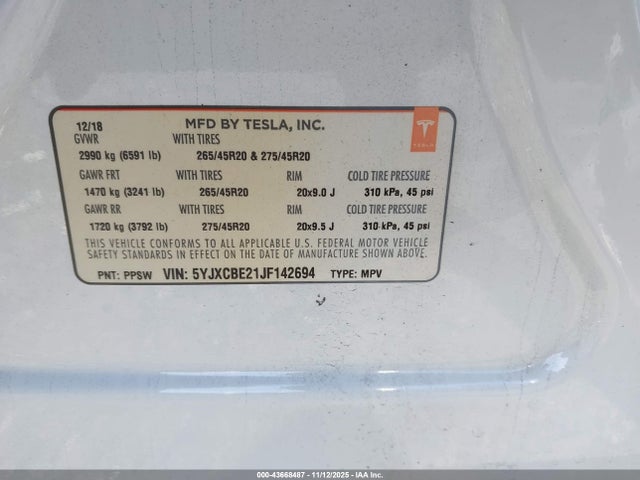 12/18 MFD BY TESLA, INC.
GVWR WITH TIRES
2990 kg (6591 lb) 265/45R20 & 275/45R20
GAWR FRT WITH TIRES RIM COLD TIRE PRESSURE
1470 kg (3241 lb) 265/45R20 20x9.0 J 310 kPa, 45 psi
GAWR RR WITH TIRES RIM COLD TIRE PRESSURE
1720 kg (3792 lb) 275/45R20 20x9.5 J 310 kPa, 45 psi
THIS VEHICLE CONFORMS TO ALL APPLICABLE U.S. FEDERAL MOTOR VEHICLE
SAFETY STANDARDS IN EFFECT ON THE DATE OF MANUFACTURE SHOWN ABOVE.
PNT: PPSW VIN: 5YJXCBE21JF142694 TYPE: MPV
TESLA
000-43668487 - 11/12/2025 - IAAI.COM